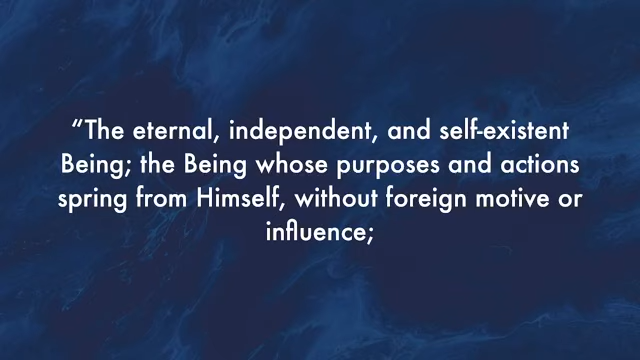 “The eternal, independent, and self-existent
Being; the Being whose purposes and actions
spring from Himself, without foreign motive or
influence;